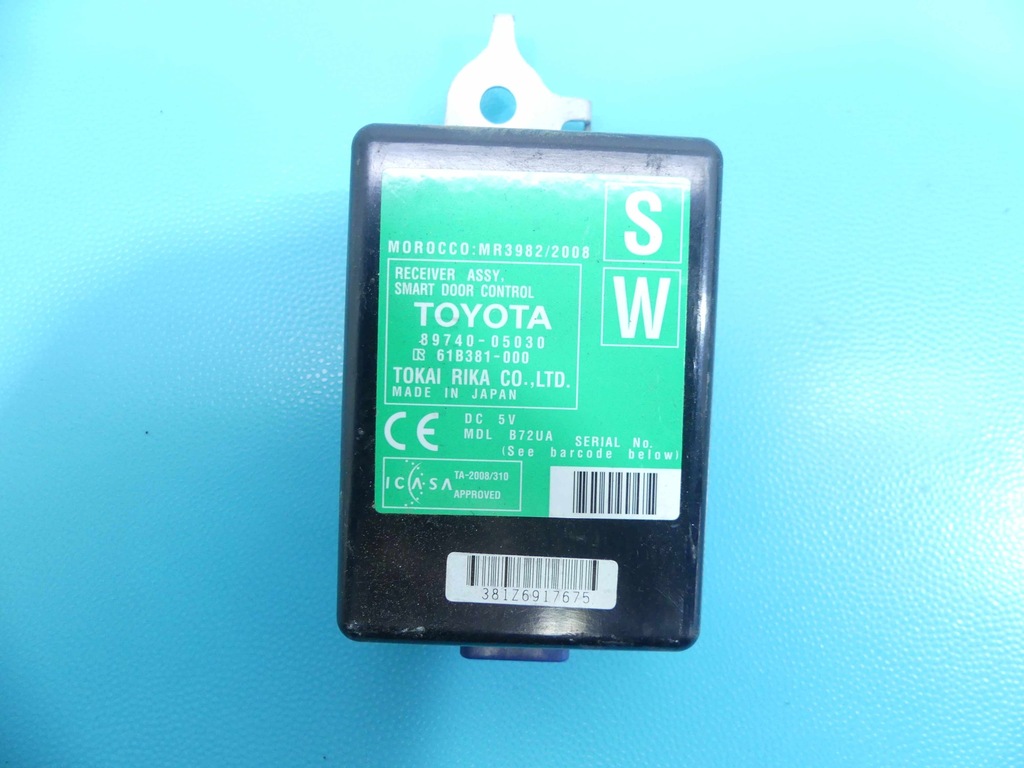 S
MOROCCO:MR3982/2008
W
RECEIVER ASSY,
SMART DOOR CONTROL
TOYOTA
89740-05030
R 61B381-000
TOKAI RIKA CO.,LTD.
MADE IN JAPAN
CE
DC 5V
MDL B72UA SERIAL No.
(See barcode below)
ICASA
TA-2008/310
APPROVED
381Z6917675